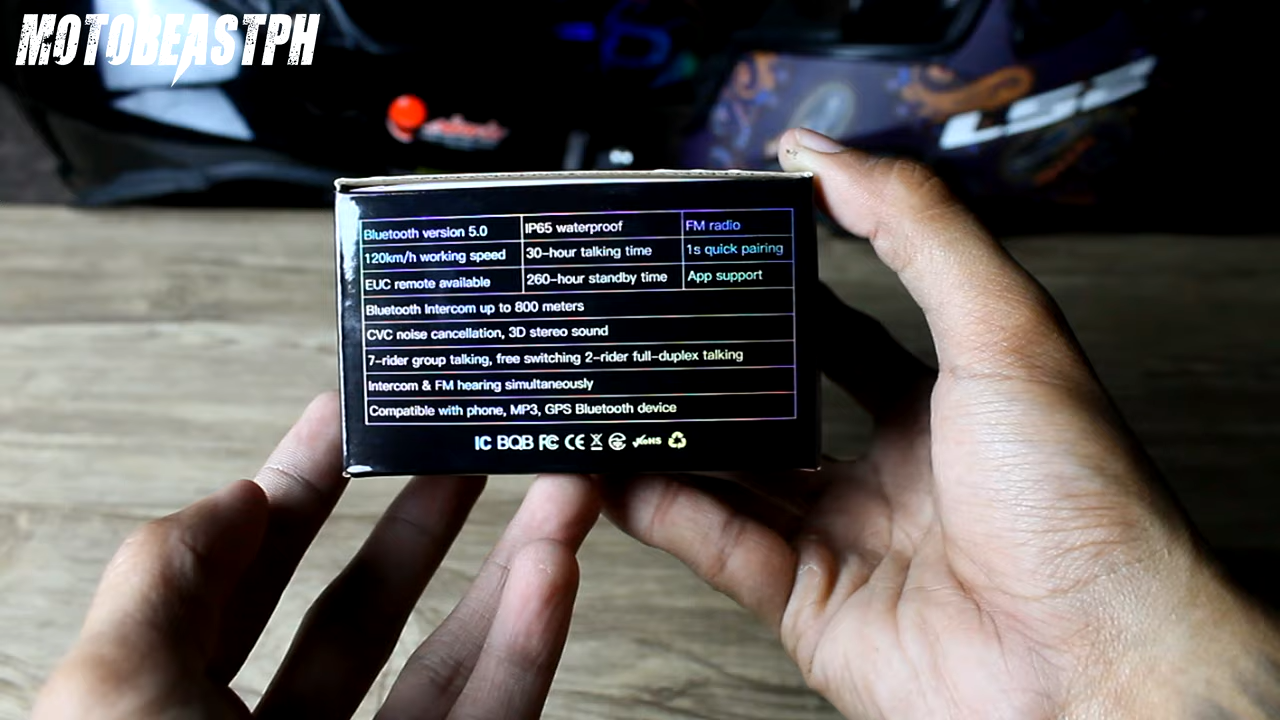 MOTOBEASTPH
LS2
Bluetooth version 5.0 IP65 waterproof FM radio
120km/h working speed 30-hour talking time 1s quick pairing
EUC remote available 260-hour standby time App support
Bluetooth Intercom up to 800 meters
CVC noise cancellation, 3D stereo sound
7-rider group talking, free switching 2-rider full-duplex talking
Intercom & FM hearing simultaneously
Compatible with phone, MP3, GPS Bluetooth device
IC BQB FC CE RoHS